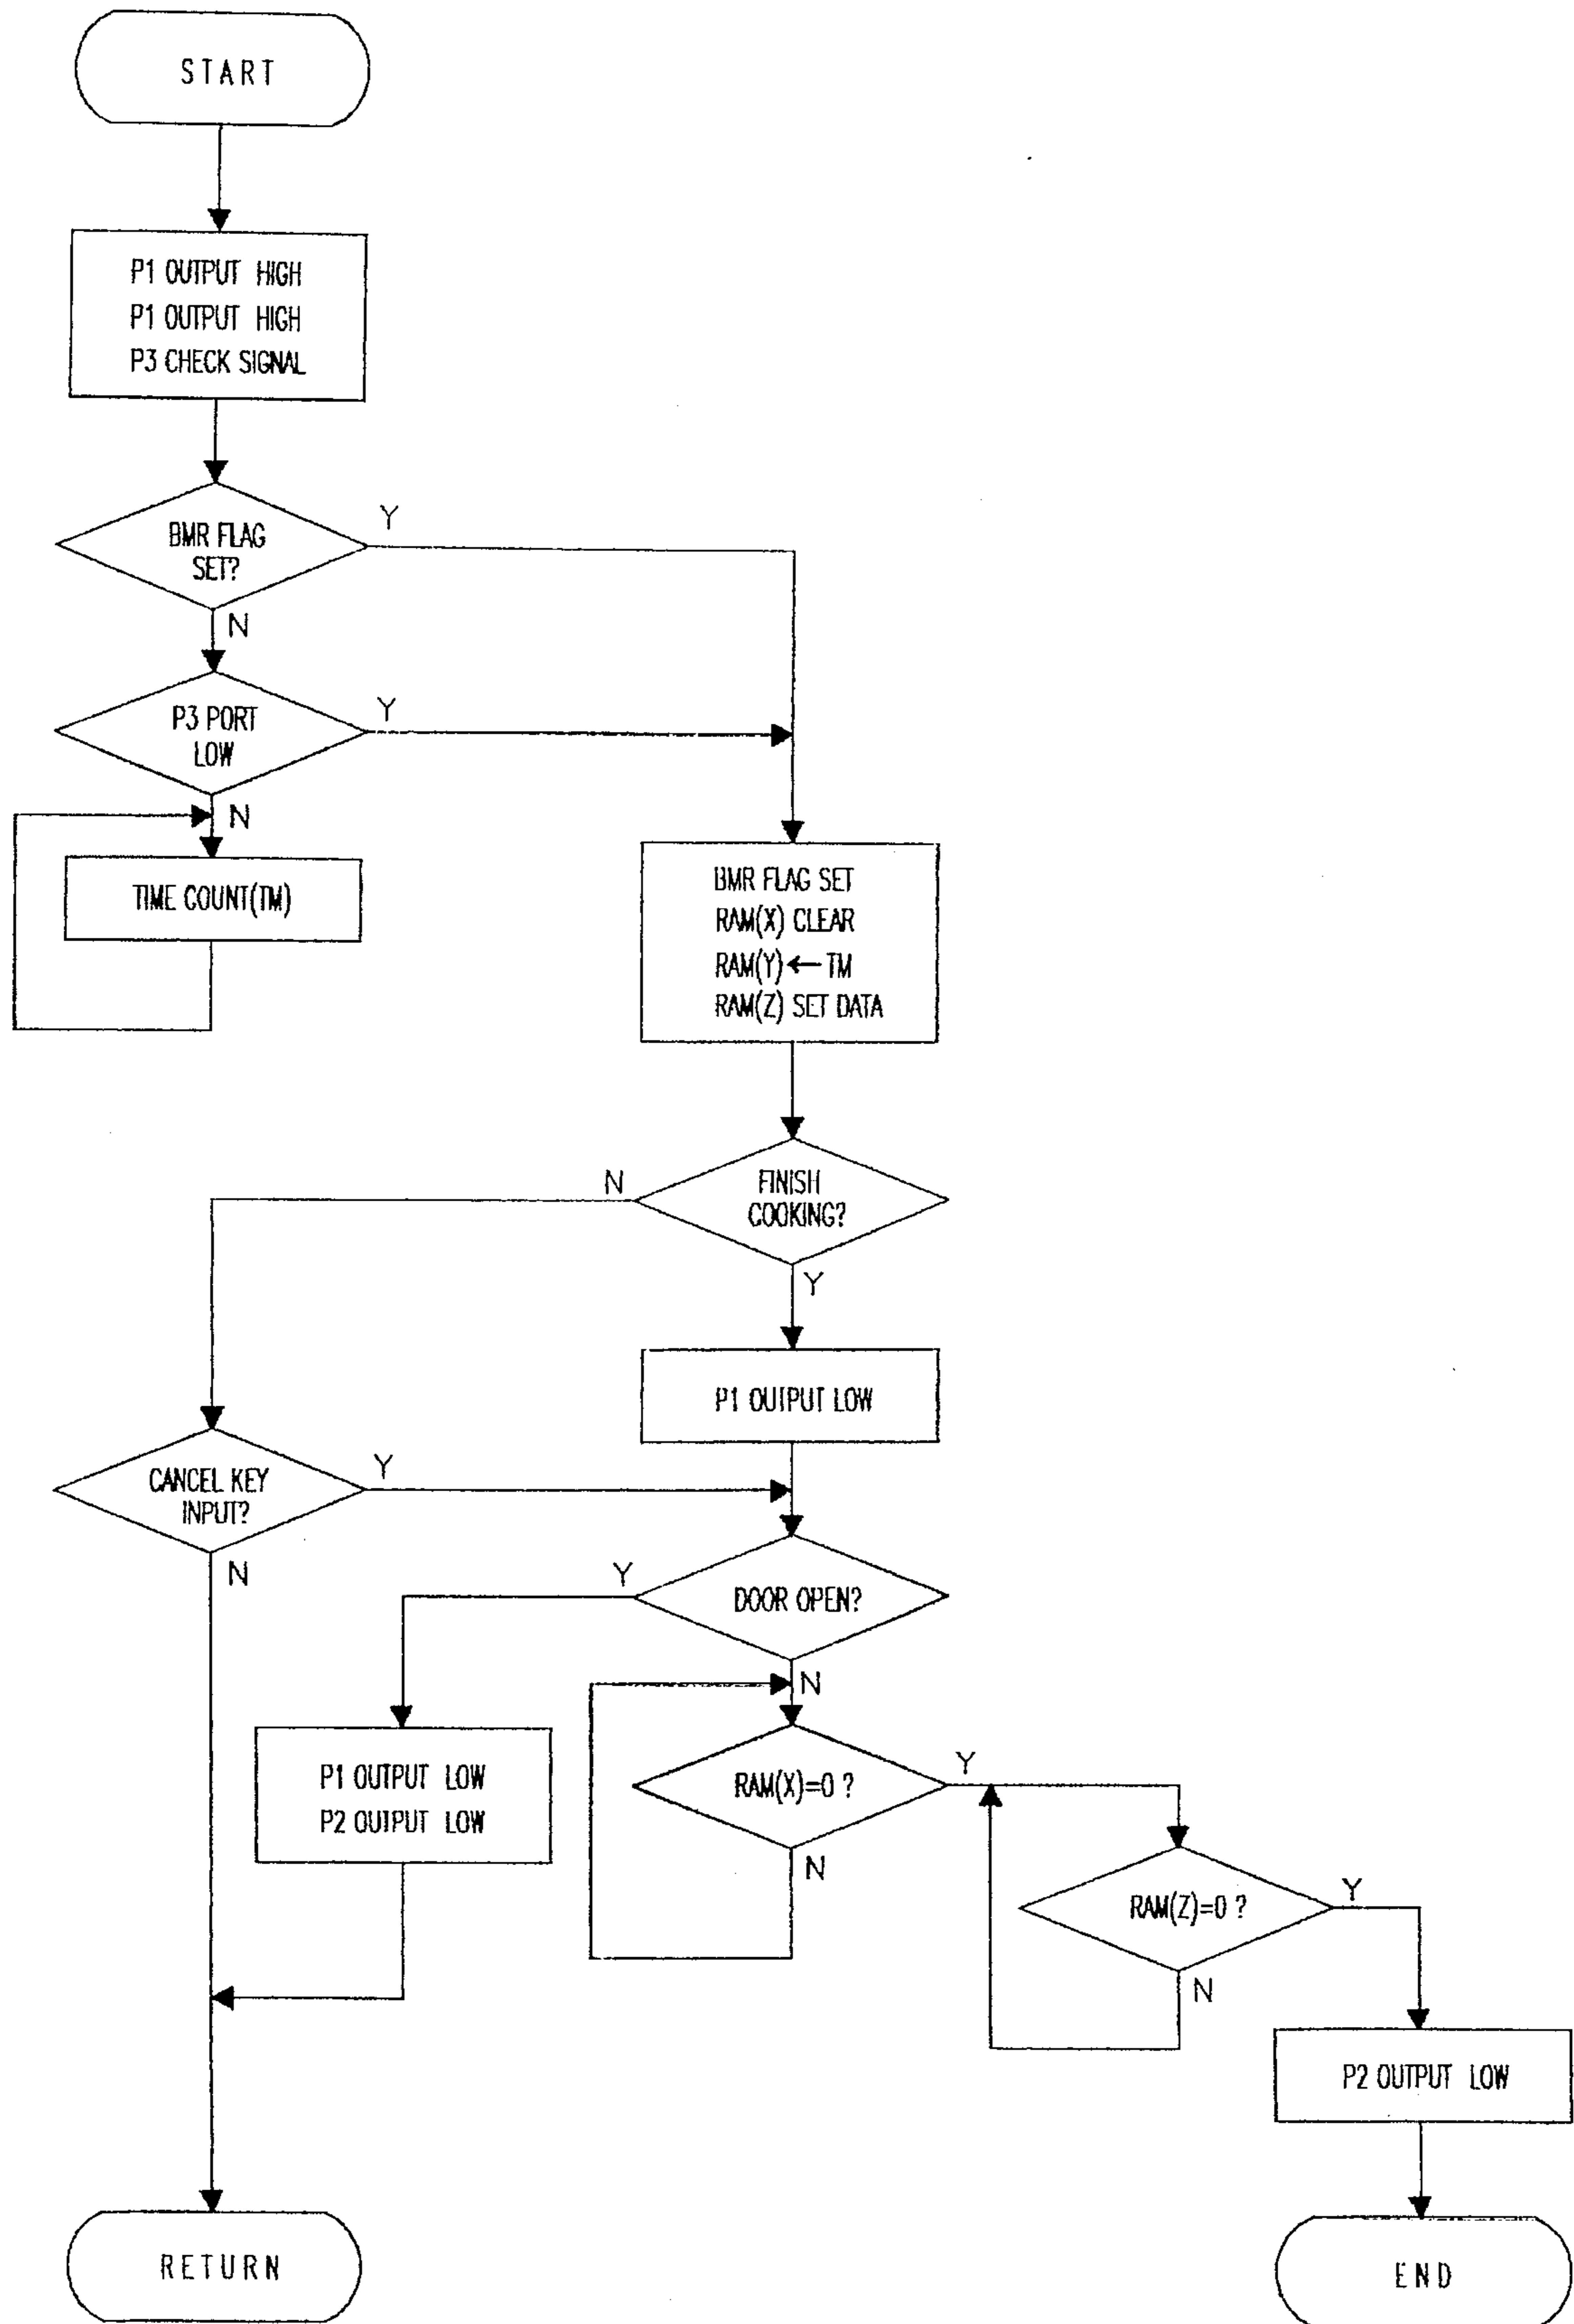 START
P1 OUTPUT HIGH
P1 OUTPUT HIGH
P3 CHECK SIGNAL
BMR FLAG
SET?
Y
N
P3 PORT
LOW
Y
N
TIME COUNT(TM)
BMR FLAG SET
RAM(X) CLEAR
RAM(Y)← TM
RAM(Z) SET DATA
FINISH
COOKING?
N
Y
P1 OUTPUT LOW
CANCEL KEY
INPUT?
Y
N
DOOR OPEN?
Y
N
P1 OUTPUT LOW
P2 OUTPUT LOW
RAM(X)=0 ?
Y
N
RAM(Z)=0 ?
Y
N
P2 OUTPUT LOW
RETURN
END